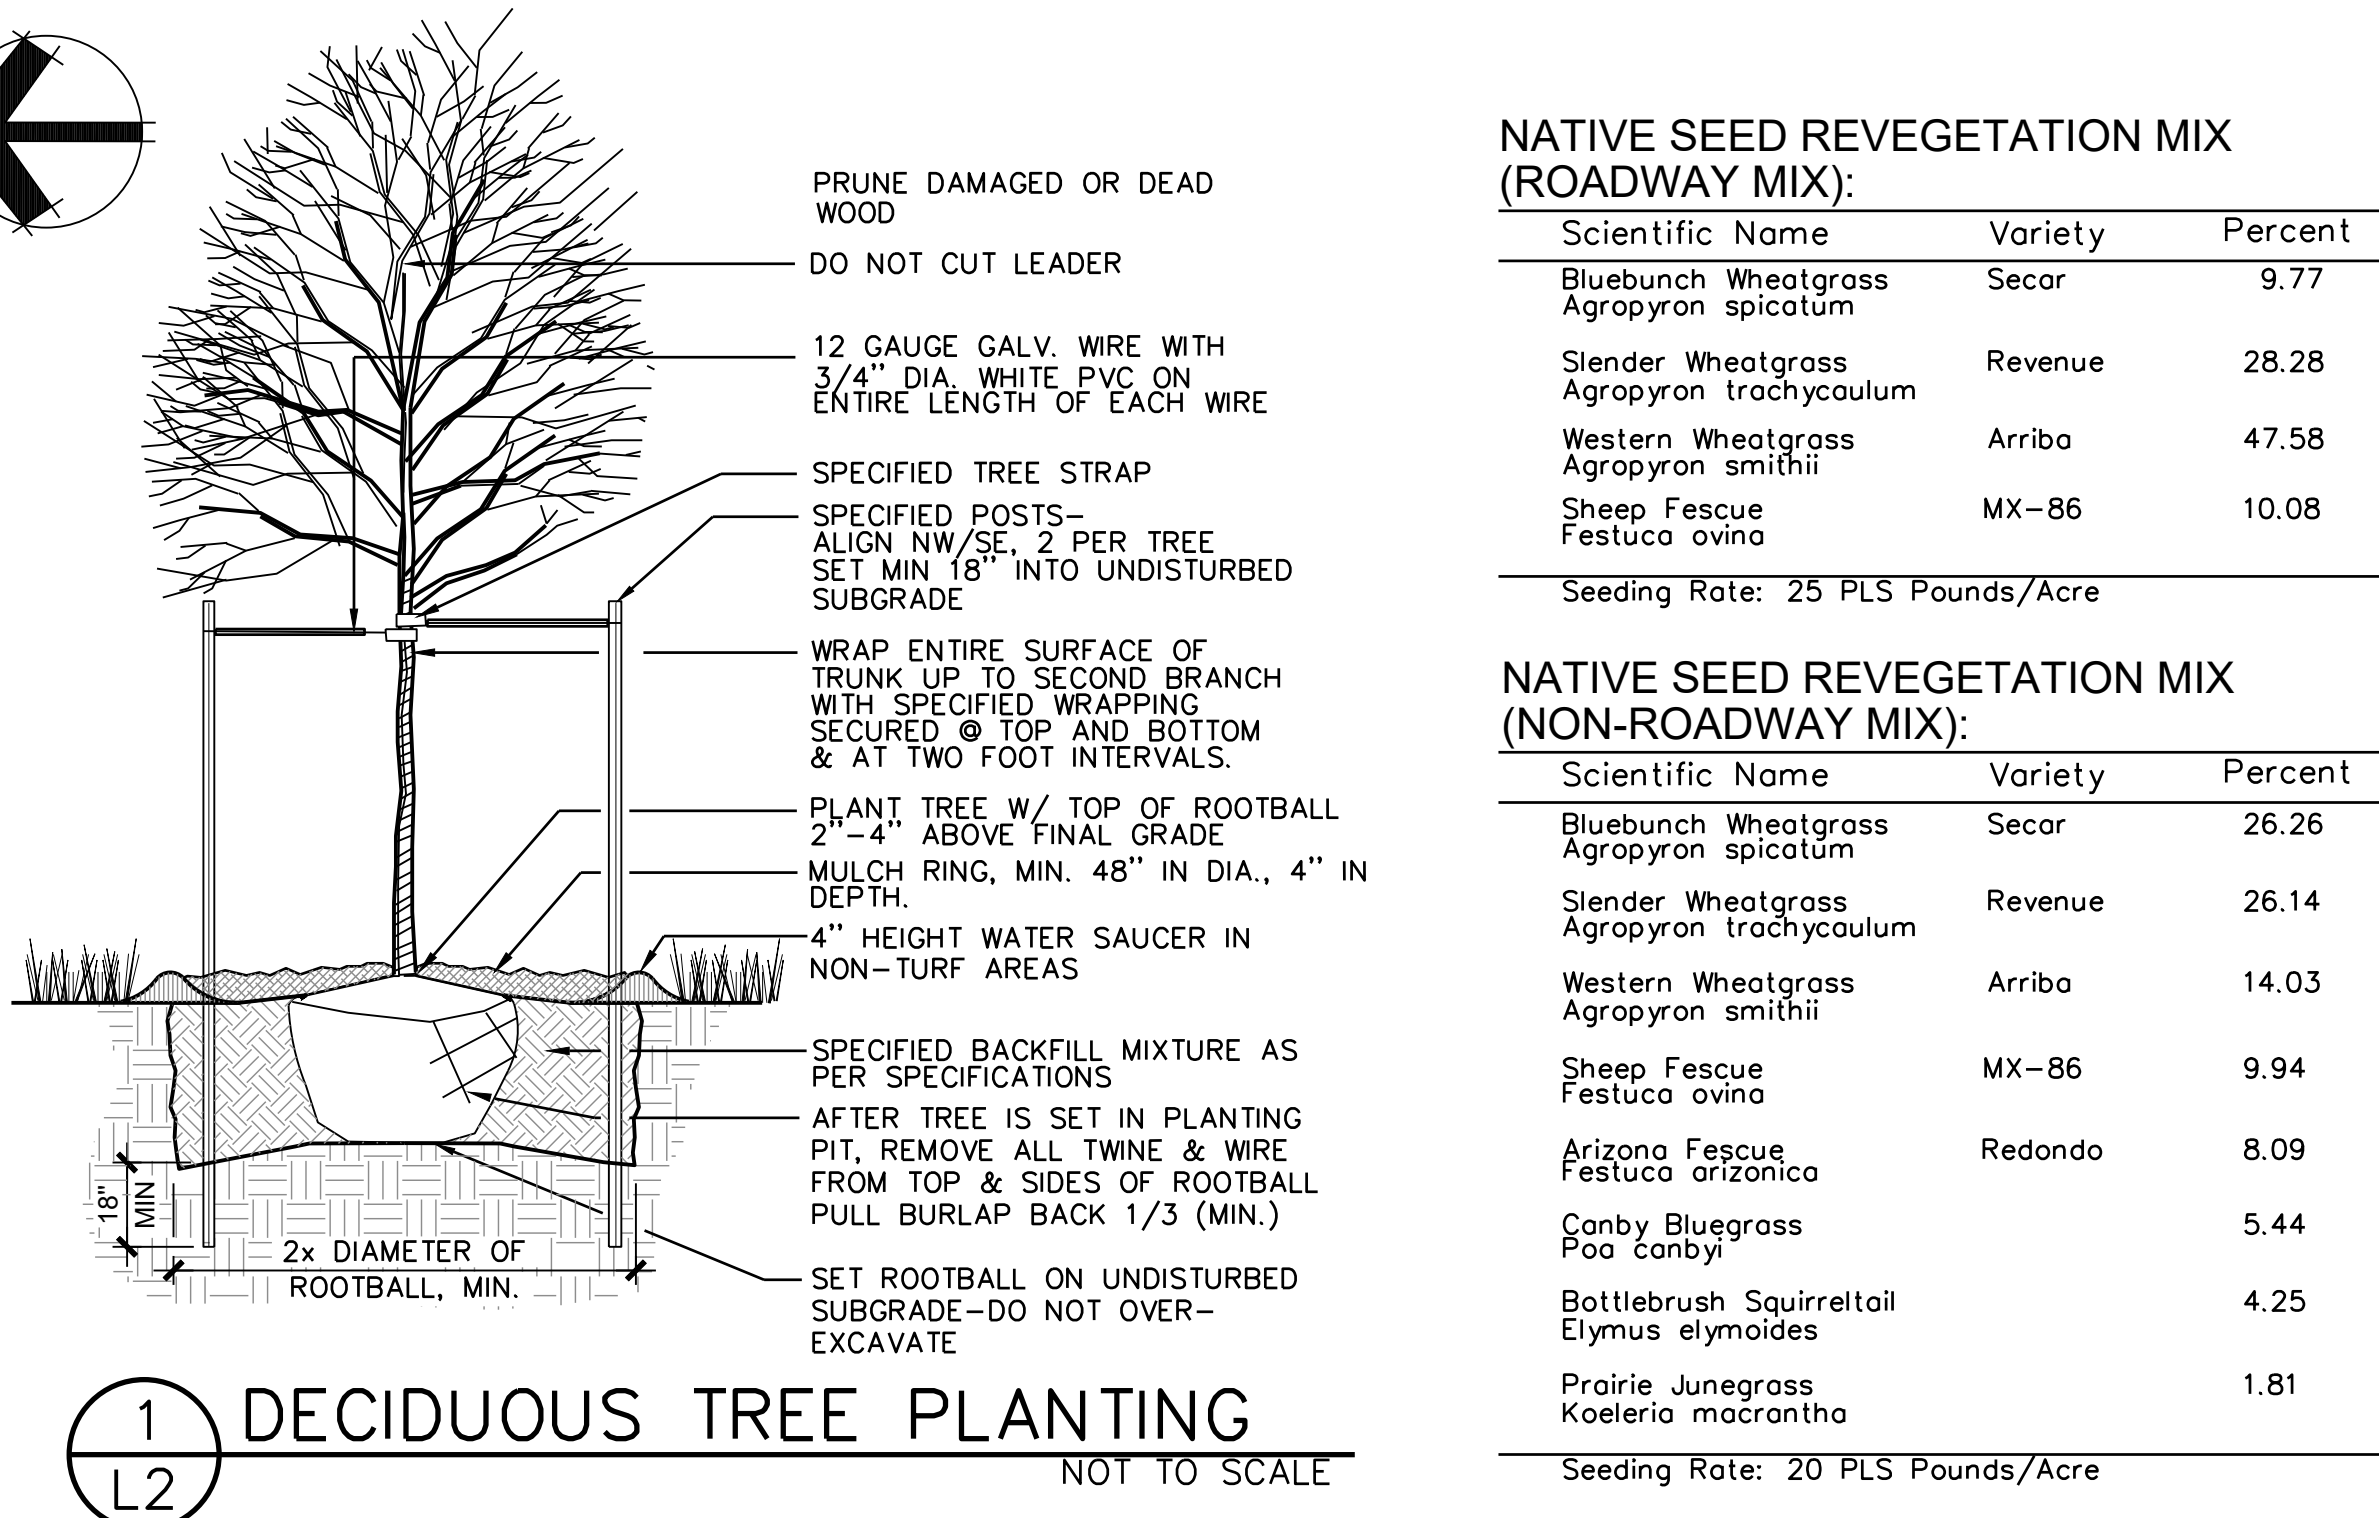 PRUNE DAMAGED OR DEAD
WOOD
DO NOT CUT LEADER
12 GAUGE GALV. WIRE WITH
3/4" DIA. WHITE PVC ON
ENTIRE LENGTH OF EACH WIRE
SPECIFIED TREE STRAP
SPECIFIED POSTS–
ALIGN NW/SE, 2 PER TREE
SET MIN 18" INTO UNDISTURBED
SUBGRADE
WRAP ENTIRE SURFACE OF
TRUNK UP TO SECOND BRANCH
WITH SPECIFIED WRAPPING
SECURED @ TOP AND BOTTOM
& AT TWO FOOT INTERVALS.
PLANT TREE W/ TOP OF ROOTBALL
2"–4" ABOVE FINAL GRADE
MULCH RING, MIN. 48" IN DIA., 4" IN
DEPTH.
4" HEIGHT WATER SAUCER IN
NON–TURF AREAS
SPECIFIED BACKFILL MIXTURE AS
PER SPECIFICATIONS
AFTER TREE IS SET IN PLANTING
PIT, REMOVE ALL TWINE & WIRE
FROM TOP & SIDES OF ROOTBALL
PULL BURLAP BACK 1/3 (MIN.)
SET ROOTBALL ON UNDISTURBED
SUBGRADE–DO NOT OVER–
EXCAVATE
18"
MIN
2x DIAMETER OF
ROOTBALL, MIN.
1
L2
DECIDUOUS TREE PLANTING
NOT TO SCALE
NATIVE SEED REVEGETATION MIX
(ROADWAY MIX):
Scientific Name Variety Percent
Bluebunch Wheatgrass Secar 9.77
Agropyron spicatum
Slender Wheatgrass Revenue 28.28
Agropyron trachycaulum
Western Wheatgrass Arriba 47.58
Agropyron smithii
Sheep Fescue MX–86 10.08
Festuca ovina
Seeding Rate: 25 PLS Pounds/Acre
NATIVE SEED REVEGETATION MIX
(NON-ROADWAY MIX):
Scientific Name Variety Percent
Bluebunch Wheatgrass Secar 26.26
Agropyron spicatum
Slender Wheatgrass Revenue 26.14
Agropyron trachycaulum
Western Wheatgrass Arriba 14.03
Agropyron smithii
Sheep Fescue MX–86 9.94
Festuca ovina
Arizona Fescue Redondo 8.09
Festuca arizonica
Canby Bluegrass 5.44
Poa canbyi
Bottlebrush Squirreltail 4.25
Elymus elymoides
Prairie Junegrass 1.81
Koeleria macrantha
Seeding Rate: 20 PLS Pounds/Acre